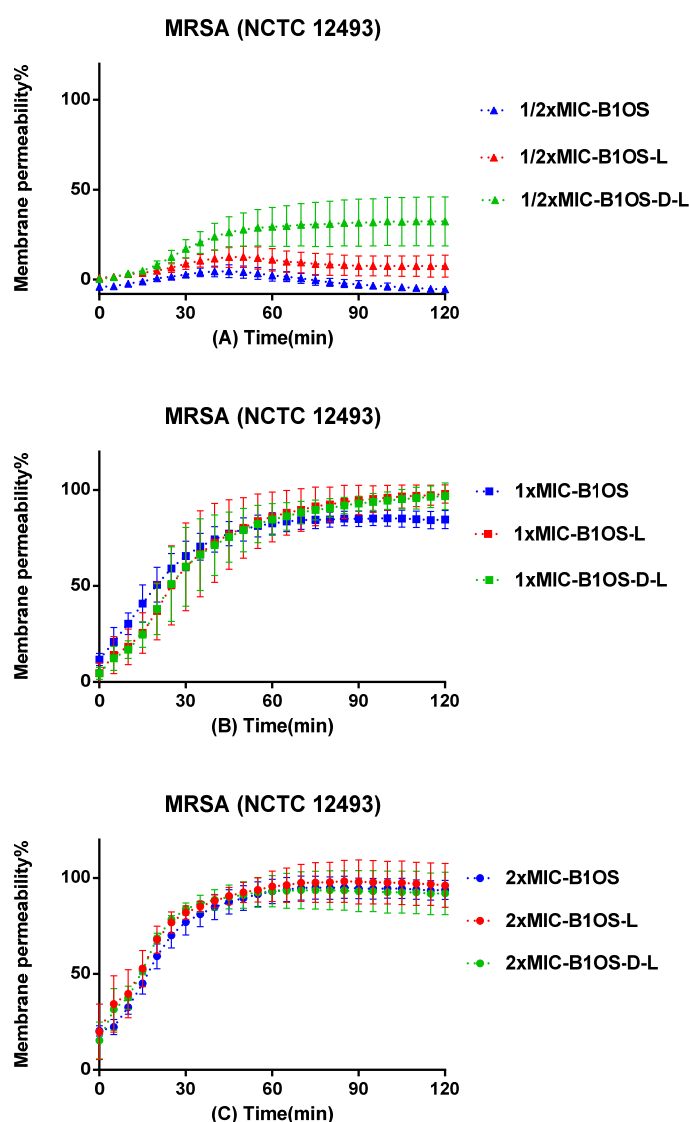 MRSA (NCTC 12493)
Membrane permeability%
100
50
0
0 30 60 90 120
(A) Time(min)
1/2xMIC-B1OS
1/2xMIC-B1OS-L
1/2xMIC-B1OS-D-L
MRSA (NCTC 12493)
Membrane permeability%
100
50
0
0 30 60 90 120
(B) Time(min)
1xMIC-B1OS
1xMIC-B1OS-L
1xMIC-B1OS-D-L
MRSA (NCTC 12493)
Membrane permeability%
100
50
0
0 30 60 90 120
(C) Time(min)
2xMIC-B1OS
2xMIC-B1OS-L
2xMIC-B1OS-D-L